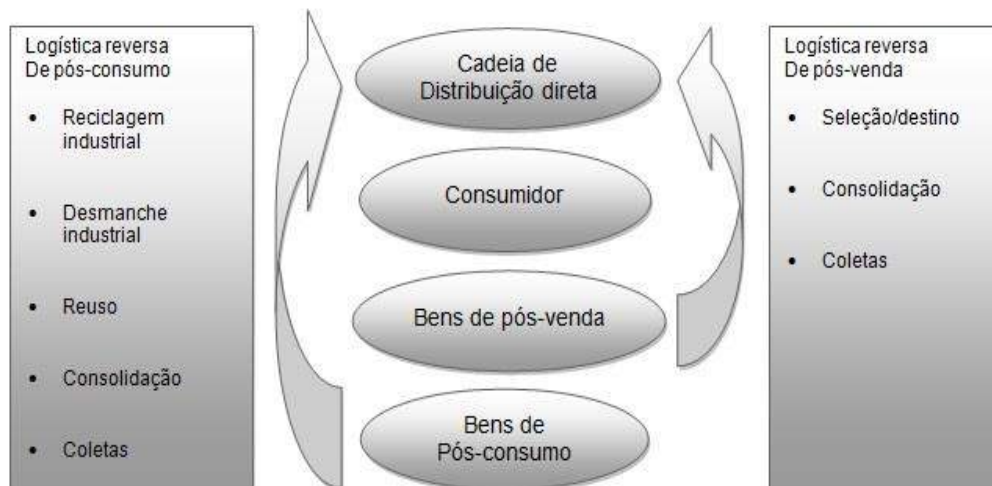 Logística reversa
De pós-consumo
• Reciclagem
industrial
• Desmanche
industrial
• Reuso
• Consolidação
• Coletas
Cadeia de
Distribuição direta
Consumidor
Bens de pós-venda
Bens de
Pós-consumo
Logística reversa
De pós-venda
• Seleção/destino
• Consolidação
• Coletas